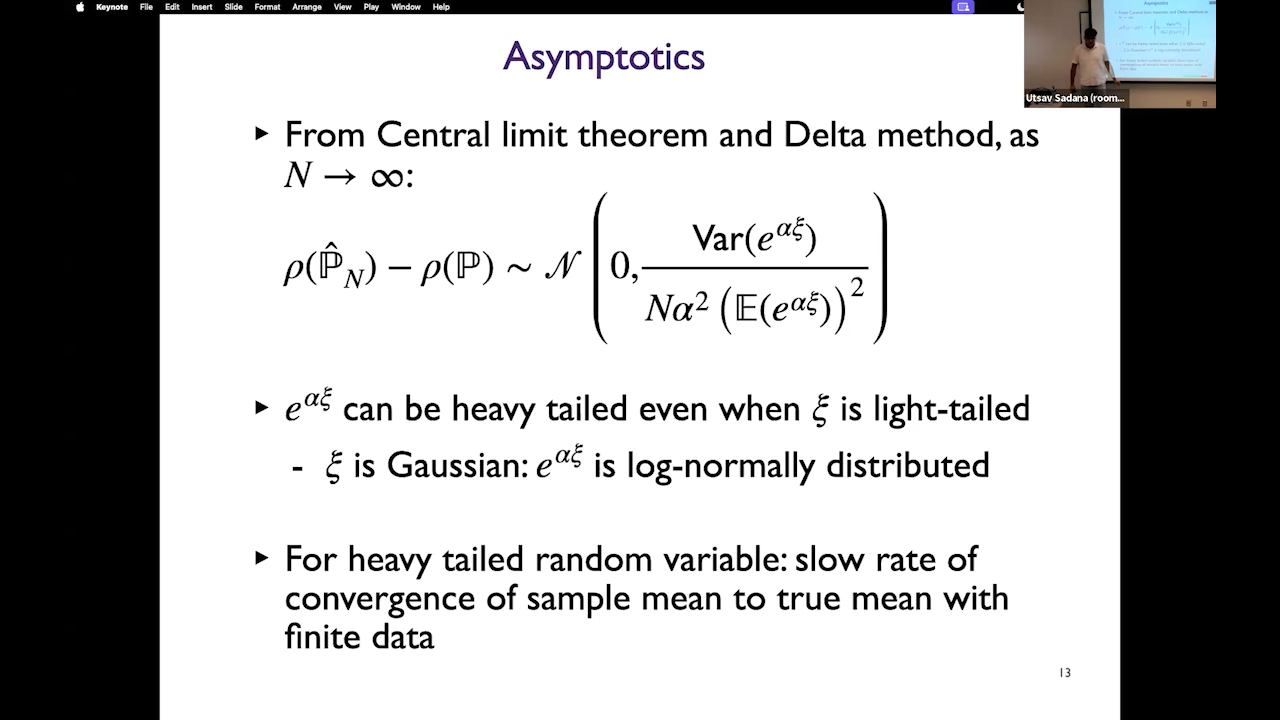 Keynote File Edit Insert Slide Format Arrange View Play Window Help
Asymptotics
Utsav Sadana (room...
▸ From Central limit theorem and Delta method, as
N → ∞:
ρ(ℙ̂_N) − ρ(ℙ) ~ 𝒩 (0, Var(e^{αξ}) / Nα² (𝔼(e^{αξ}))²)
▸ e^{αξ} can be heavy tailed even when ξ is light-tailed
- ξ is Gaussian: e^{αξ} is log-normally distributed
▸ For heavy tailed random variable: slow rate of
convergence of sample mean to true mean with
finite data
13